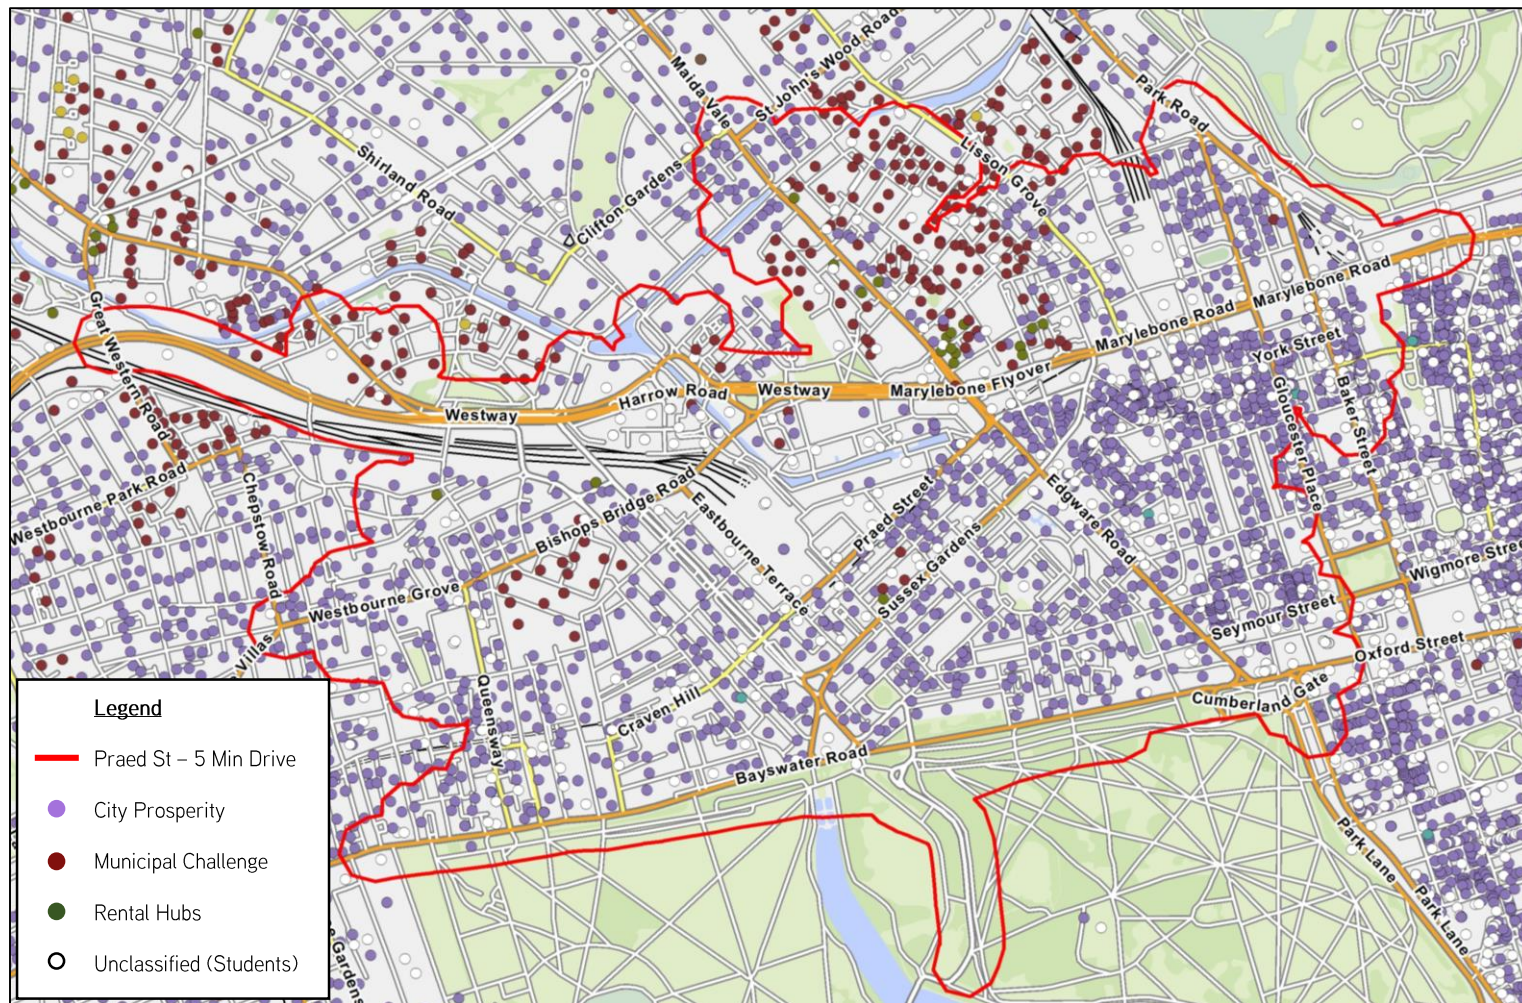 Maida Vale
St John's Wood Road
Park Road
Shirland Road
Clifton Gardens
Lisson Grove
Great Western Road
Marylebone Road
Marylebone Road
York Street
Westway
Harrow Road
Westway
Marylebone Flyover
Gloucester Place
Baker Street
Westbourne Park Road
Chepstow Road
Bishops Bridge Road
Eastbourne Terrace
Praed Street
Sussex Gardens
Edgware Road
Wigmore Stree
Westbourne Grove
Seymour Street
Oxford Street
Villas
Queensway
Craven Hill
Cumberland Gate
Bayswater Road
Park Lane
Park Lane
e Gardens
Legend
Praed St – 5 Min Drive
City Prosperity
Municipal Challenge
Rental Hubs
Unclassified (Students)